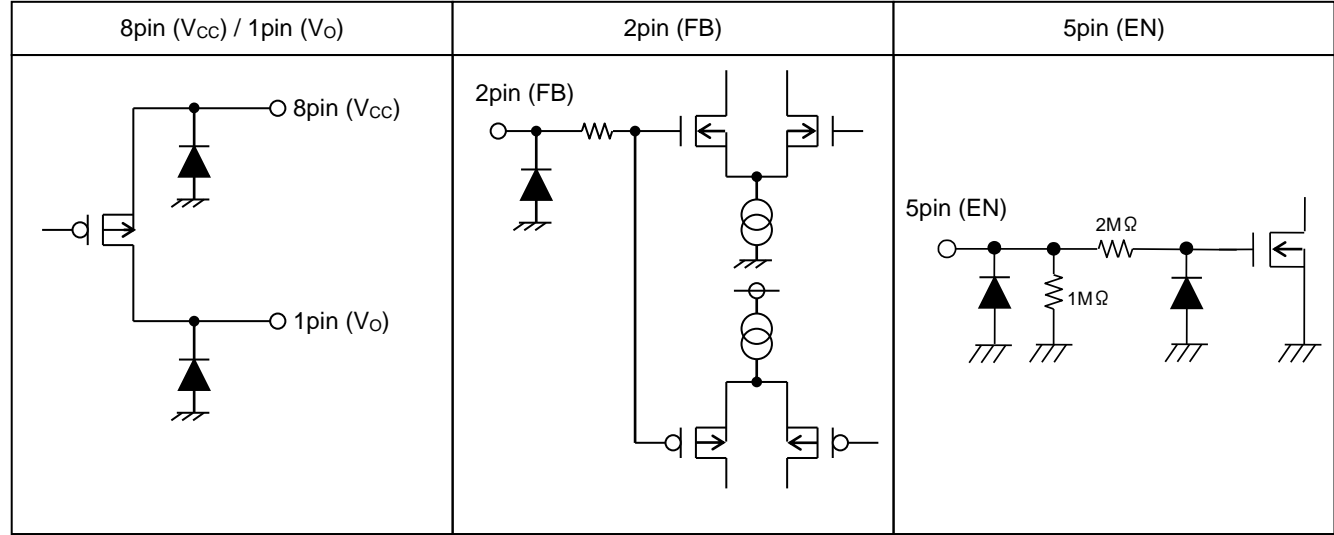 8pin (VCC) / 1pin (VO)
2pin (FB)
5pin (EN)
8pin (VCC)
1pin (VO)
2pin (FB)
5pin (EN)
2MΩ
1MΩ